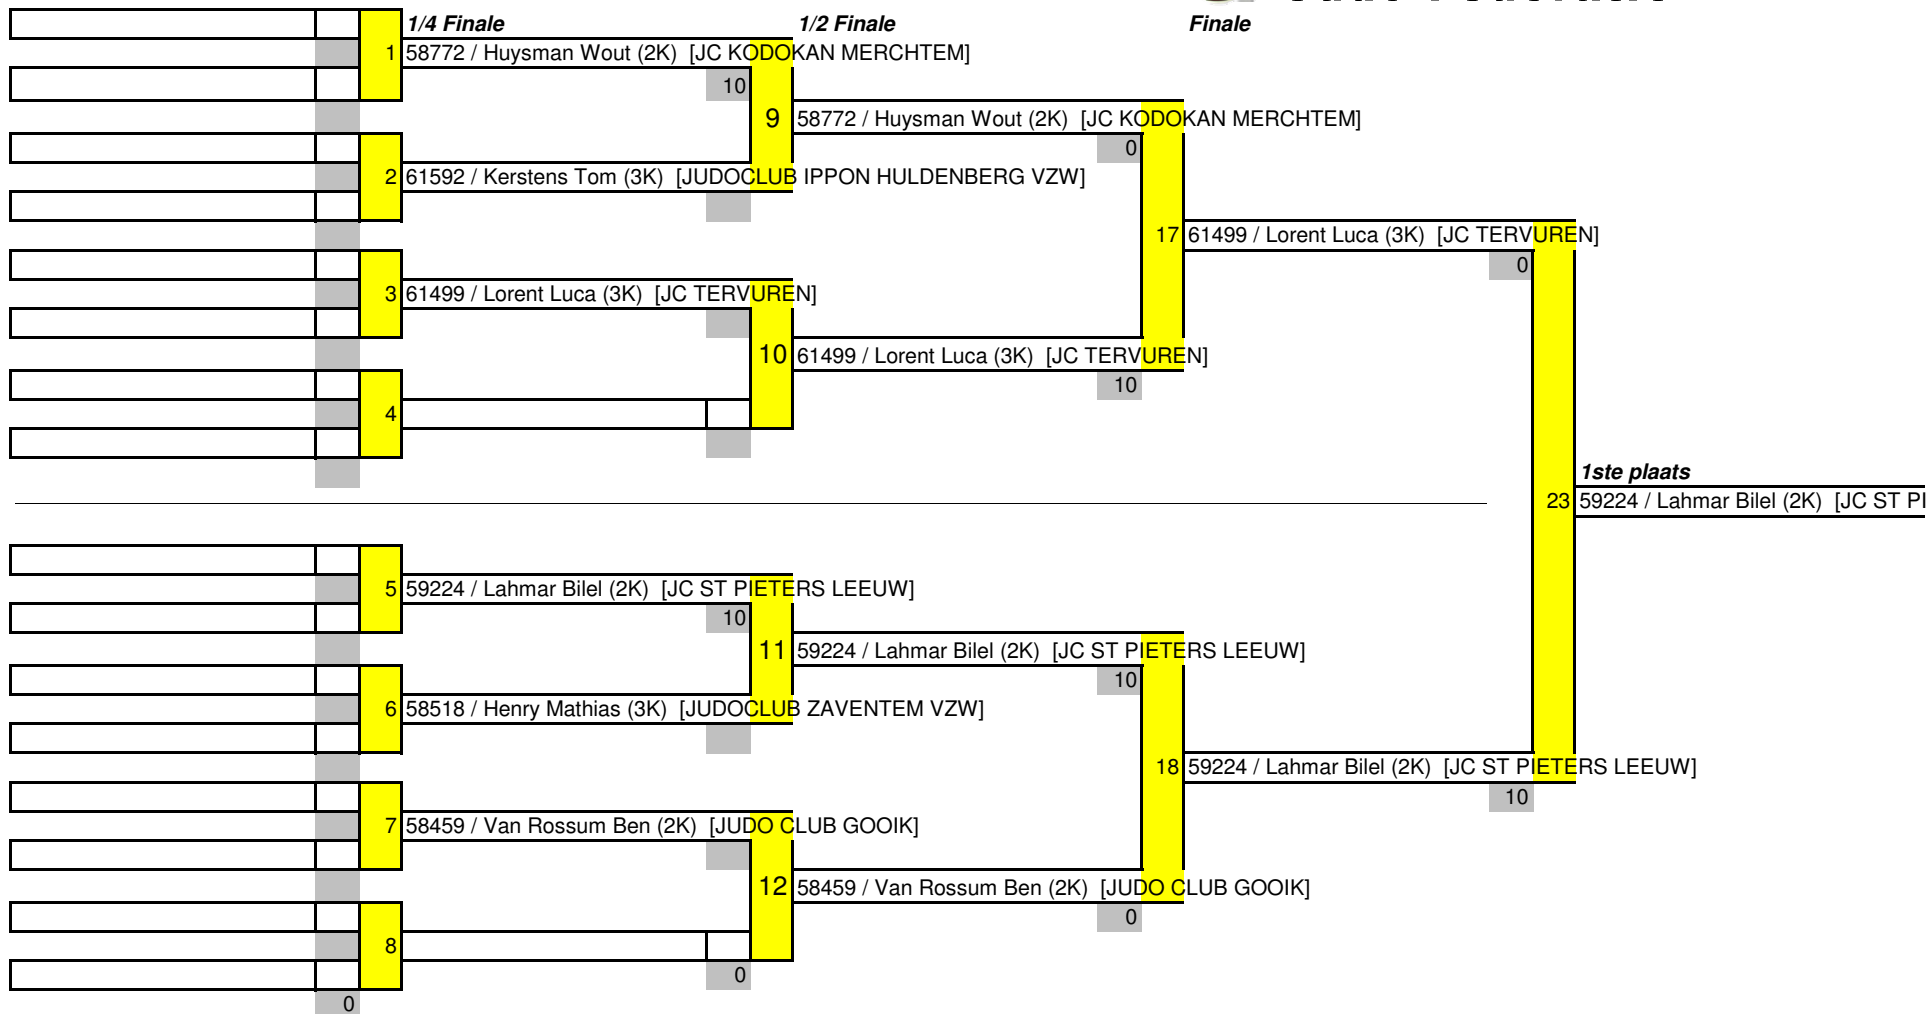 1/4 Finale 1/2 Finale Finale
1 58772 / Huysman Wout (2K) [JC KODOKAN MERCHTEM]
10
9 58772 / Huysman Wout (2K) [JC KODOKAN MERCHTEM]
0
2 61592 / Kerstens Tom (3K) [JUDOCLUB IPPON HULDENBERG VZW]
17 61499 / Lorent Luca (3K) [JC TERVUREN]
0
3 61499 / Lorent Luca (3K) [JC TERVUREN]
10 61499 / Lorent Luca (3K) [JC TERVUREN]
10
4
1ste plaats
23 59224 / Lahmar Bilel (2K) [JC ST PI
5 59224 / Lahmar Bilel (2K) [JC ST PIETERS LEEUW]
10
11 59224 / Lahmar Bilel (2K) [JC ST PIETERS LEEUW]
10
6 58518 / Henry Mathias (3K) [JUDOCLUB ZAVENTEM VZW]
18 59224 / Lahmar Bilel (2K) [JC ST PIETERS LEEUW]
10
7 58459 / Van Rossum Ben (2K) [JUDO CLUB GOOIK]
12 58459 / Van Rossum Ben (2K) [JUDO CLUB GOOIK]
0
8
0
0